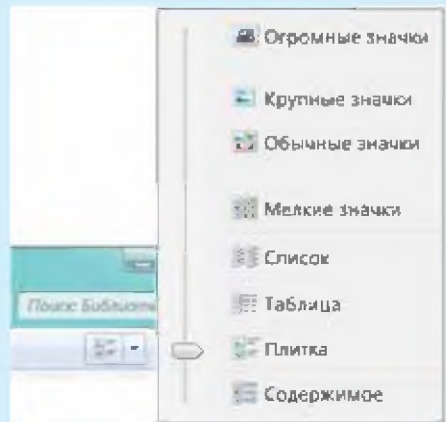 Огромные значки
Крупные значки
Обычные значки
Мелкие значки
Список
Поиск: Библиоте
Таблица
Плитка
Содержимое